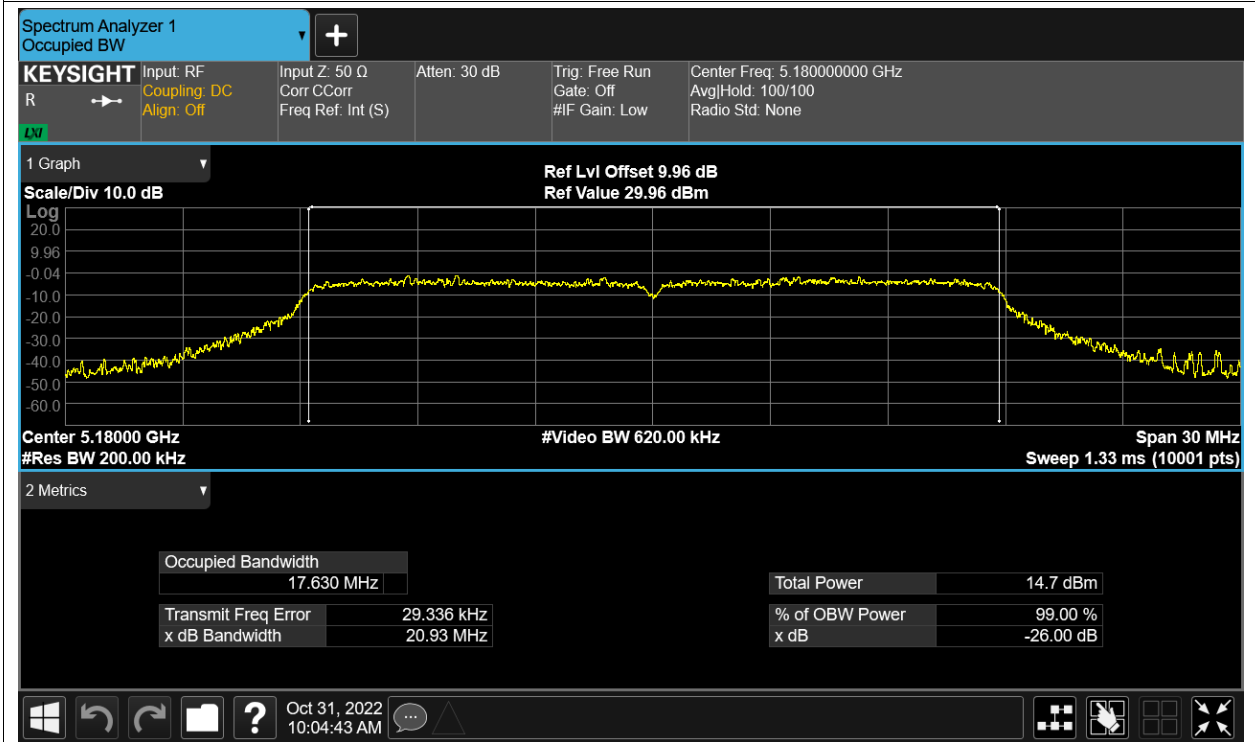 Spectrum Analyzer 1
Occupied BW
KEYSIGHT Input: RF Input Z: 50 Ω Atten: 30 dB Trig: Free Run Center Freq: 5.180000000 GHz
R Coupling: DC Corr CCorr Gate: Off Avg|Hold: 100/100
Align: Off Freq Ref: Int (S) #IF Gain: Low Radio Std: None
LXI
1 Graph Ref Lvl Offset 9.96 dB
Scale/Div 10.0 dB Ref Value 29.96 dBm
Log
20.0
9.96
-0.04
-10.0
-20.0
-30.0
-40.0
-50.0
-60.0
Center 5.18000 GHz #Video BW 620.00 kHz Span 30 MHz
#Res BW 200.00 kHz Sweep 1.33 ms (10001 pts)
2 Metrics
Occupied Bandwidth
17.630 MHz Total Power 14.7 dBm
Transmit Freq Error 29.336 kHz % of OBW Power 99.00 %
x dB Bandwidth 20.93 MHz x dB -26.00 dB
? Oct 31, 2022
10:04:43 AM